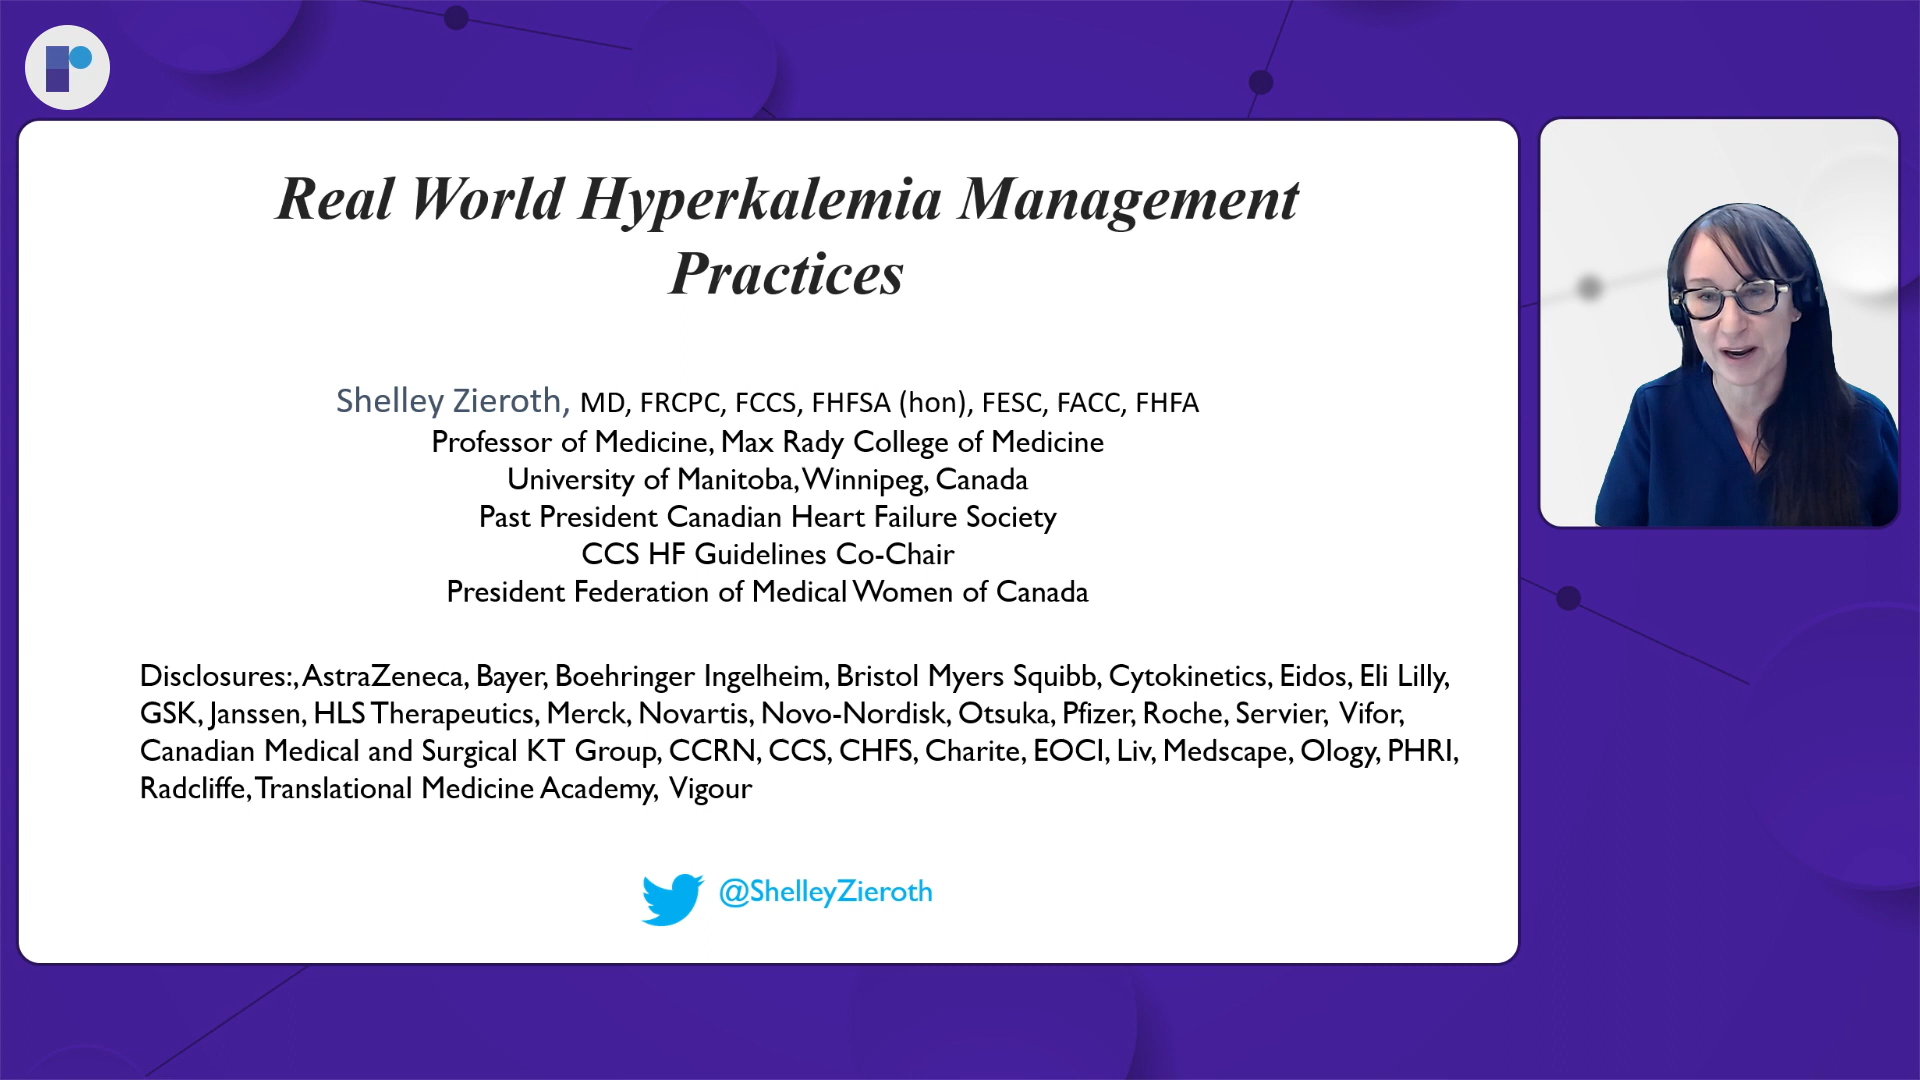 Real World Hyperkalemia Management
Practices
Shelley Zieroth, MD, FRCPC, FCCS, FHFSA (hon), FESC, FACC, FHFA
Professor of Medicine, Max Rady College of Medicine
University of Manitoba, Winnipeg, Canada
Past President Canadian Heart Failure Society
CCS HF Guidelines Co-Chair
President Federation of Medical Women of Canada
Disclosures:, AstraZeneca, Bayer, Boehringer Ingelheim, Bristol Myers Squibb, Cytokinetics, Eidos, Eli Lilly,
GSK, Janssen, HLS Therapeutics, Merck, Novartis, Novo-Nordisk, Otsuka, Pfizer, Roche, Servier, Vifor,
Canadian Medical and Surgical KT Group, CCRN, CCS, CHFS, Charite, EOCI, Liv, Medscape, Ology, PHRI,
Radcliffe, Translational Medicine Academy, Vigour
@ShelleyZieroth